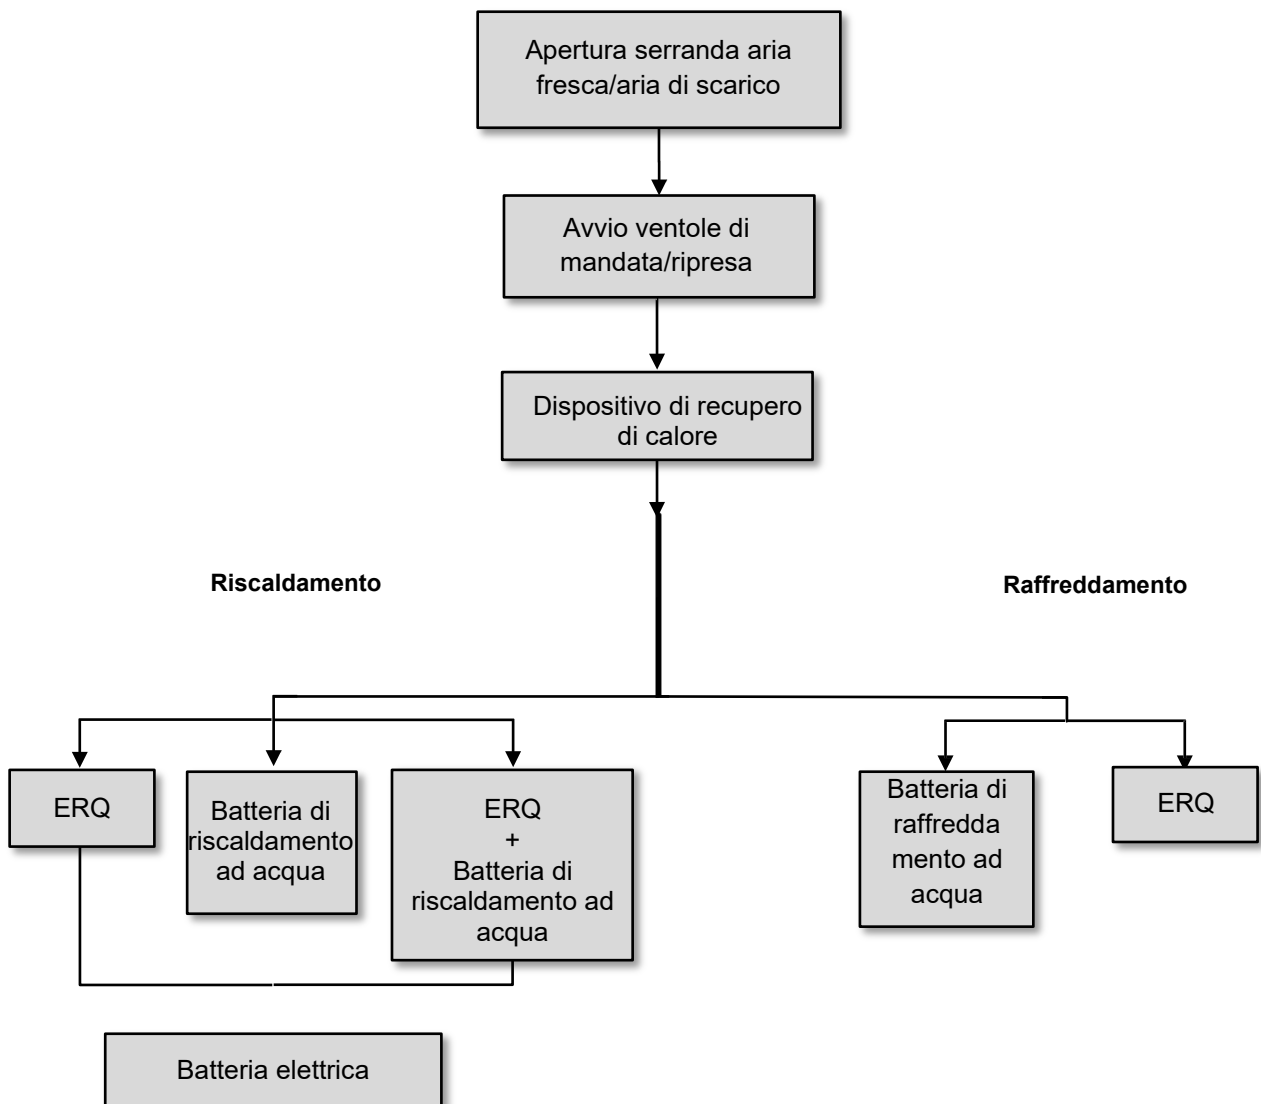 Apertura serranda aria
fresca/aria di scarico
Avvio ventole di
mandata/ripresa
Dispositivo di recupero
di calore
Riscaldamento
Raffreddamento
ERQ
Batteria di
riscaldamento
ad acqua
ERQ
+
Batteria di
riscaldamento ad
acqua
Batteria di
raffredda
mento ad
acqua
ERQ
Batteria elettrica